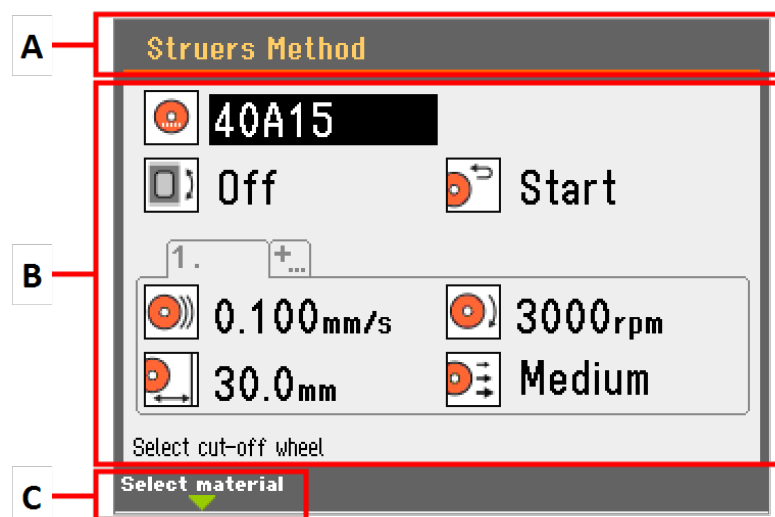 A
Struers Method
40A15
Off Start
B
1. +...
0.100mm/s 3000rpm
30.0mm Medium
Select cut-off wheel
C
Select material